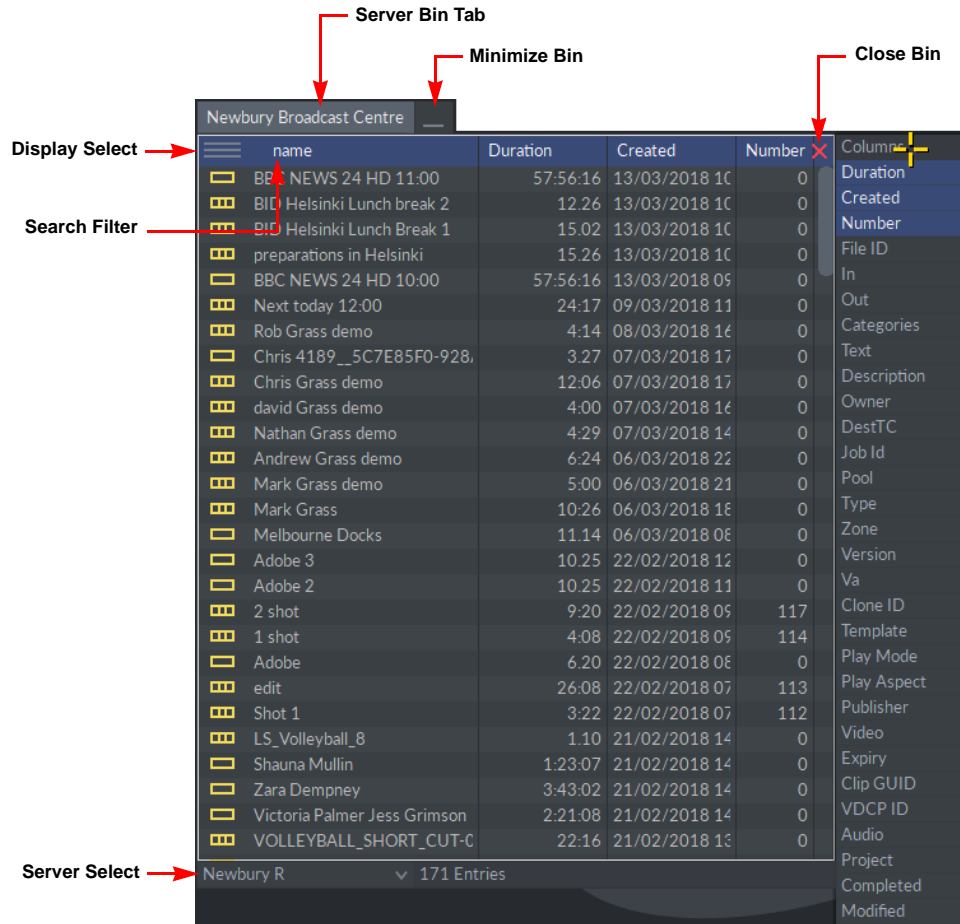 Server Bin Tab
Minimize Bin
Close Bin
Newbury Broadcast Centre
Display Select
name Duration Created Number
Search Filter
BBC NEWS 24 HD 11:00 57:56:16 13/03/2018 10 0
BID Helsinki Lunch break 2 12.26 13/03/2018 10 0
BID Helsinki Lunch Break 1 15.02 13/03/2018 10 0
preparations in Helsinki 15.26 13/03/2018 10 0
BBC NEWS 24 HD 10:00 57:56:16 13/03/2018 09 0
Next today 12:00 24:17 09/03/2018 11 0
Rob Grass demo 4:14 08/03/2018 16 0
Chris 4189__5C7E85F0-928 3.27 07/03/2018 17 0
Chris Grass demo 12:06 07/03/2018 17 0
david Grass demo 4:00 07/03/2018 16 0
Nathan Grass demo 4:29 07/03/2018 14 0
Andrew Grass demo 6:24 06/03/2018 22 0
Mark Grass demo 5:00 06/03/2018 21 0
Mark Grass 10:26 06/03/2018 18 0
Melbourne Docks 11.14 06/03/2018 08 0
Adobe 3 10.25 22/02/2018 12 0
Adobe 2 10.25 22/02/2018 11 0
2 shot 9:20 22/02/2018 09 117
1 shot 4:08 22/02/2018 09 114
Adobe 6.20 22/02/2018 08 0
edit 26:08 22/02/2018 07 113
Shot 1 3:22 22/02/2018 07 112
LS_Volleyball_8 1.10 21/02/2018 14 0
Shauna Mullin 1:23:07 21/02/2018 14 0
Zara Dempney 3:43:02 21/02/2018 14 0
Victoria Palmer Jess Grimson 2:21:08 21/02/2018 14 0
VOLLEYBALL_SHORT_CUT-0 22:16 21/02/2018 13 0
Server Select
Newbury R 171 Entries
Columns
Duration
Created
Number
File ID
In
Out
Categories
Text
Description
Owner
DestTC
Job Id
Pool
Type
Zone
Version
Va
Clone ID
Template
Play Mode
Play Aspect
Publisher
Video
Expiry
Clip GUID
VDCP ID
Audio
Project
Completed
Modified